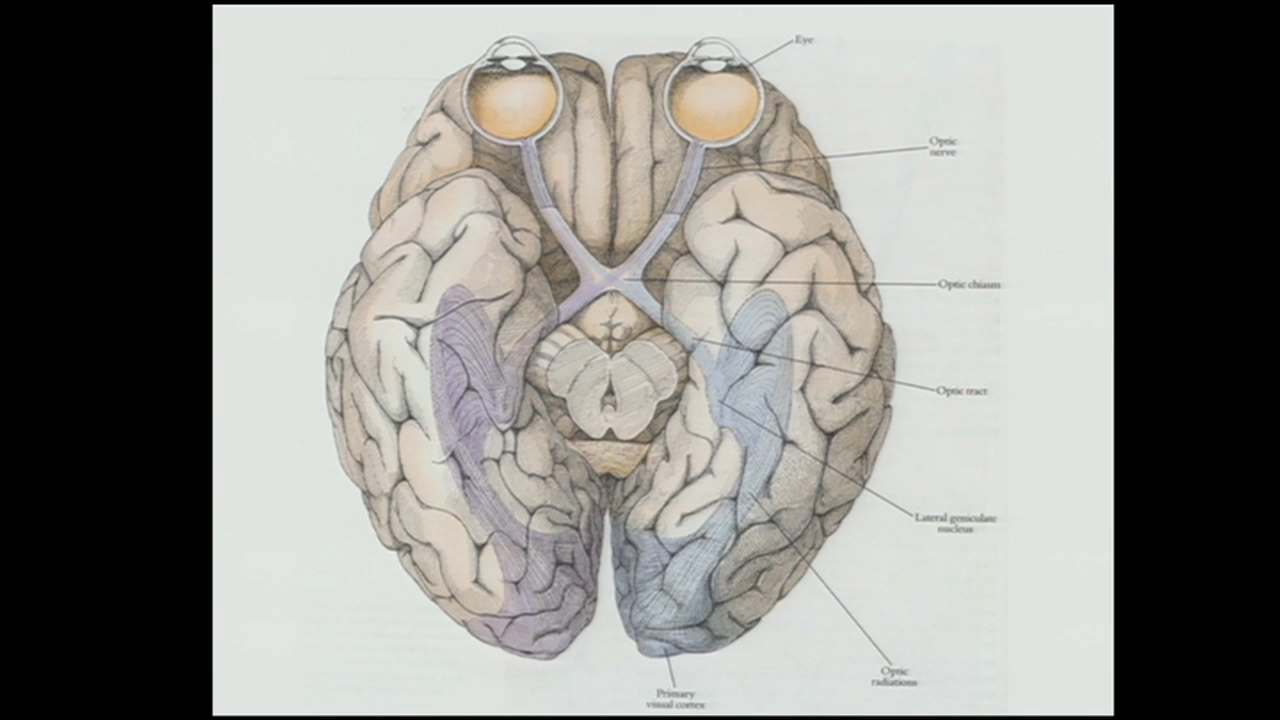 Eye
Optic
nerve
Optic chiasm
Optic tract
Lateral geniculate
nucleus
Optic
radiations
Primary
visual cortex